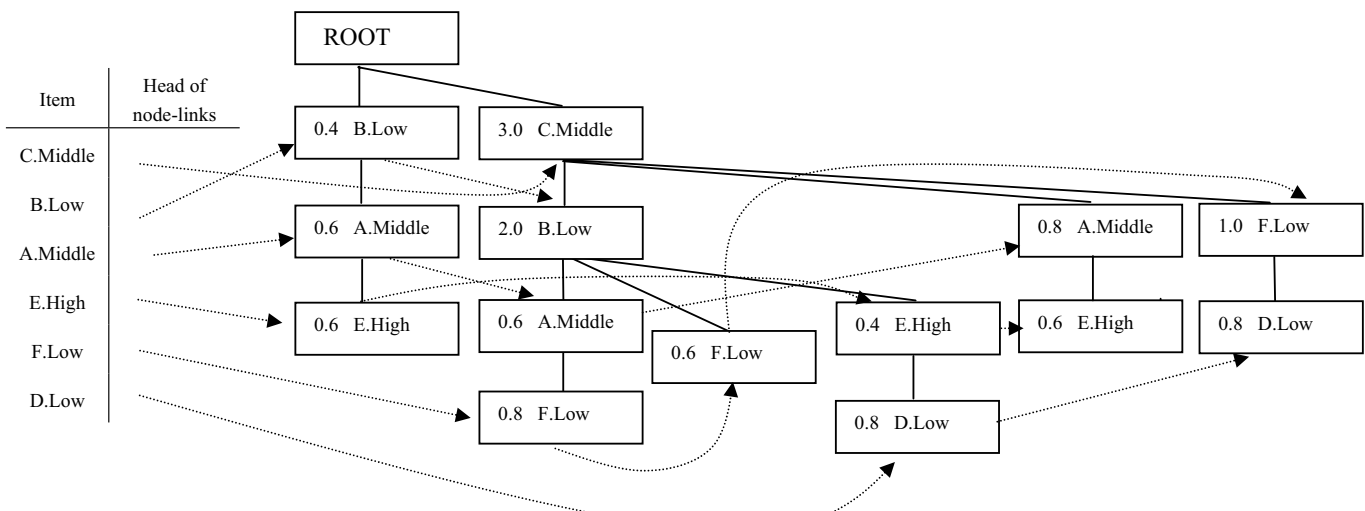 ROOT
Item
Head of
node-links
C.Middle
B.Low
A.Middle
E.High
F.Low
D.Low
0.4 B.Low
3.0 C.Middle
0.6 A.Middle
2.0 B.Low
0.8 A.Middle
1.0 F.Low
0.6 E.High
0.6 A.Middle
0.6 F.Low
0.4 E.High
0.6 E.High
0.8 D.Low
0.8 F.Low
0.8 D.Low